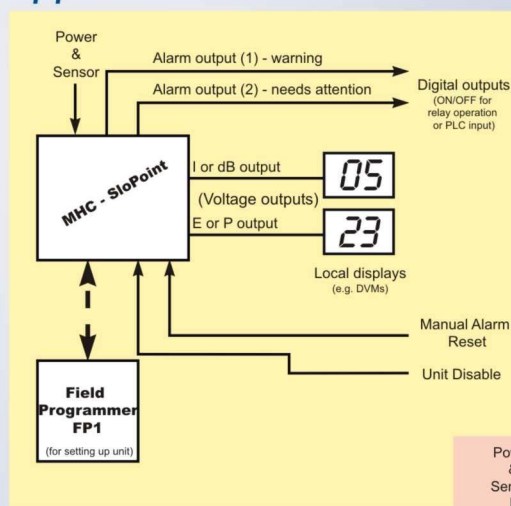 Power
&
Sensor
Alarm output (1) - warning
Alarm output (2) - needs attention
Digital outputs
(ON/OFF for
relay operation
or PLC input)
MHC - SloPoint
I or dB output
05
(Voltage outputs)
E or P output
23
Local displays
(e.g. DVMs)
Manual Alarm
Reset
Unit Disable
Field
Programmer
FP1
(for setting up unit)
&